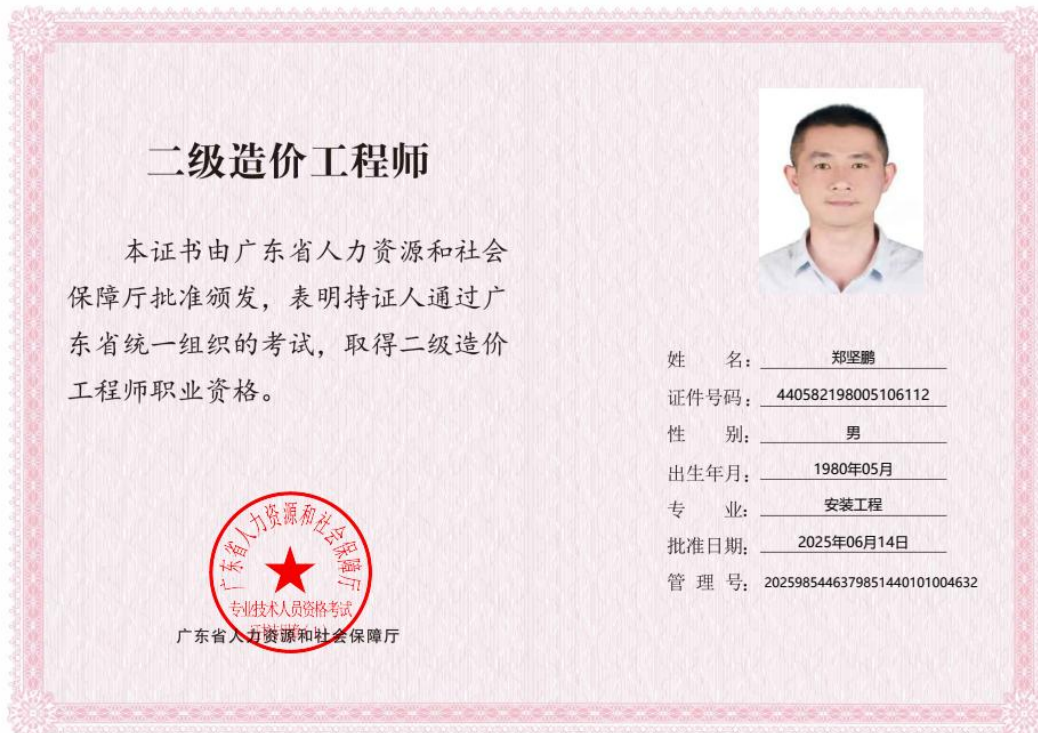 二级造价工程师
本证书由广东省人力资源和社会
保障厅批准颁发，表明持证人通过广
东省统一组织的考试，取得二级造价
工程师职业资格。
广东省人力资源和社会保障厅
专业技术人员资格考试
广东省人力资源和社会保障厅
姓 名：郑坚鹏
证件号码：440582198005106112
性 别：男
出生年月：1980年05月
专 业：安装工程
批准日期：2025年06月14日
管 理 号：2025985446379851440101004632